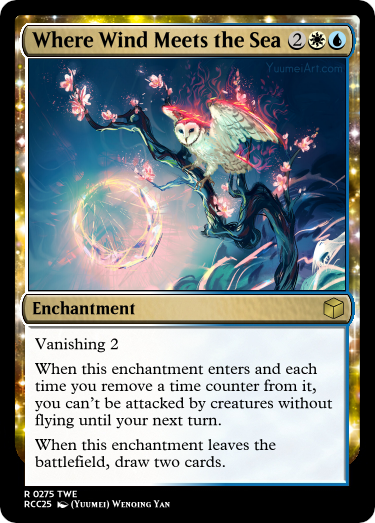 Where Wind Meets the Sea 2
YuumeiArt.com
Enchantment
Vanishing 2
When this enchantment enters and each
time you remove a time counter from it,
you can't be attacked by creatures without
flying until your next turn.
When this enchantment leaves the
battlefield, draw two cards.
R 0275 TWE
RCC25 (Yuumei) Wenqing Yan